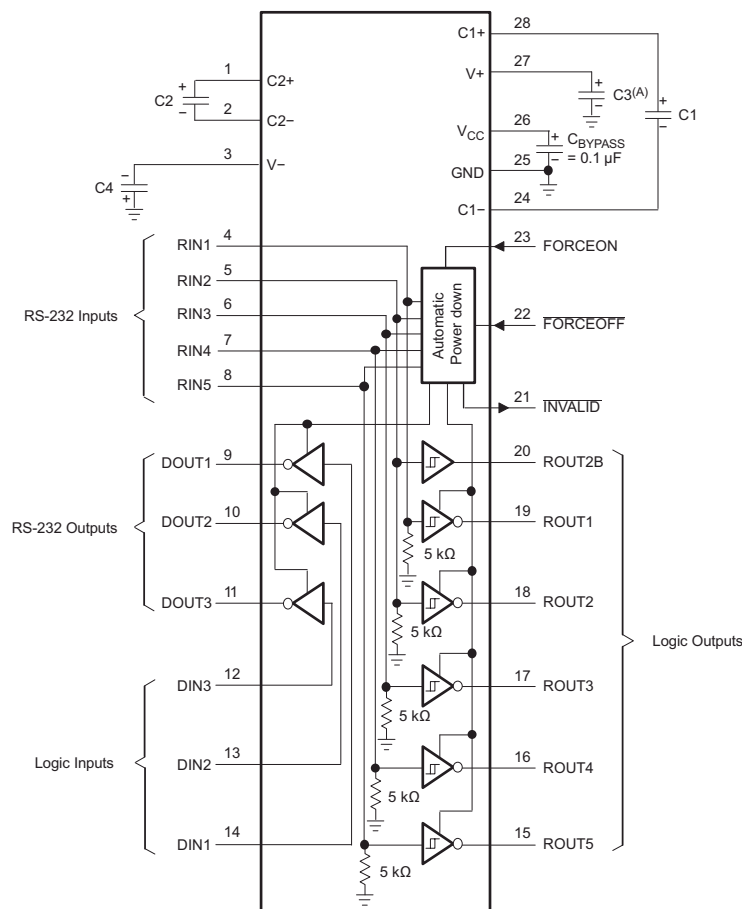 28
C1+
27
V+
C3(A)
C1
1
C2+
C2
2
C2−
26
VCC
CBYPASS
= 0.1 µF
25
GND
3
V−
C4
24
C1−
RS-232 Inputs
RIN1 4
RIN2 5
RIN3 6
RIN4 7
RIN5 8
23 FORCEON
Automatic
Power down
22 FORCEOFF
21 INVALID
RS-232 Outputs
DOUT1 9
DOUT2 10
DOUT3 11
20 ROUT2B
19 ROUT1
5 kΩ
18 ROUT2
5 kΩ
Logic Outputs
17 ROUT3
5 kΩ
16 ROUT4
5 kΩ
15 ROUT5
5 kΩ
Logic Inputs
DIN3 12
DIN2 13
DIN1 14